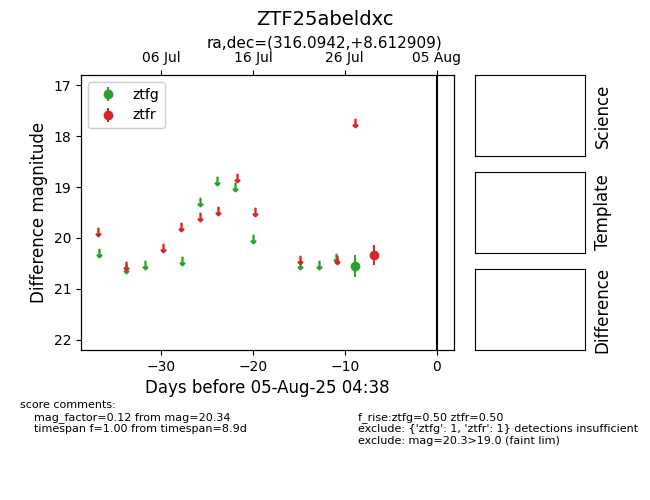 ZTF25abeldxc
ra,dec=(316.0942,+8.612909)
06 Jul 16 Jul 26 Jul 05 Aug
ztfg
ztfr
17
18
19
20
21
22
Difference magnitude
−30 −20 −10 0
Days before 05-Aug-25 04:38
Science
Template
Difference
score comments:
mag_factor=0.12 from mag=20.34
timespan f=1.00 from timespan=8.9d
f_rise:ztfg=0.50 ztfr=0.50
exclude: {'ztfg': 1, 'ztfr': 1} detections insufficient
exclude: mag=20.3>19.0 (faint lim)